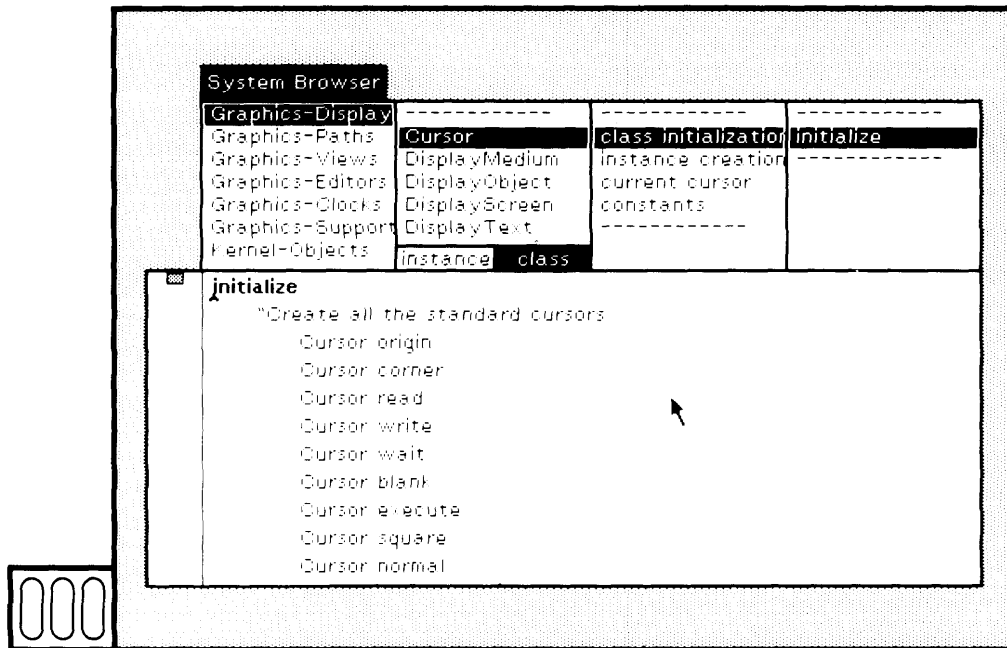 System Browser
Graphics-Display
Graphics-Paths
Graphics-Views
Graphics-Editors
Graphics-Clocks
Graphics-Support
Kernel-Objects
------------
Cursor
DisplayMedium
DisplayObject
DisplayScreen
DisplayText
instance class
------------
class initialization
instance creation
current cursor
constants
------------
------------
initialize
------------
initialize
"Create all the standard cursors
Cursor origin
Cursor corner
Cursor read
Cursor write
Cursor wait
Cursor blank
Cursor execute
Cursor square
Cursor normal